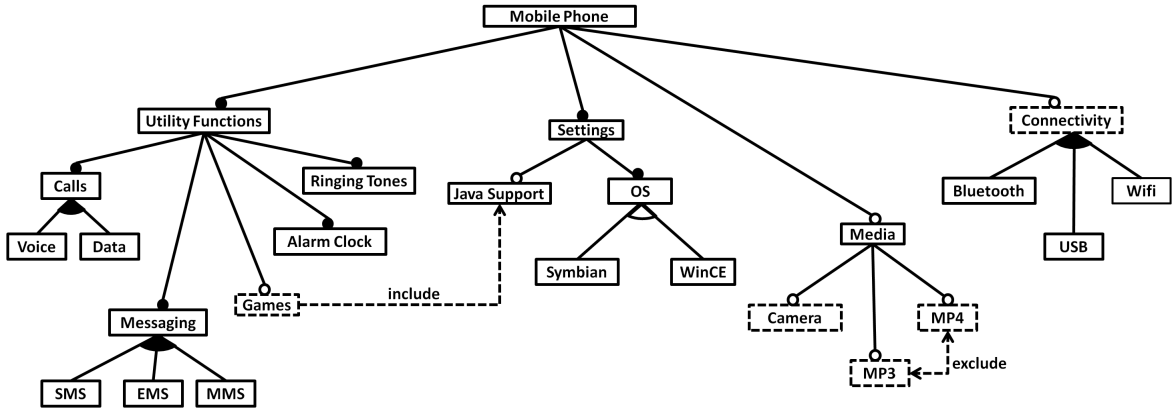 Mobile Phone
Utility Functions
Settings
Connectivity
Calls
Ringing Tones
Java Support
OS
Bluetooth
Wifi
Voice
Data
Alarm Clock
Media
USB
Symbian
WinCE
Games
include
Messaging
Camera
MP4
MP3
exclude
SMS
EMS
MMS